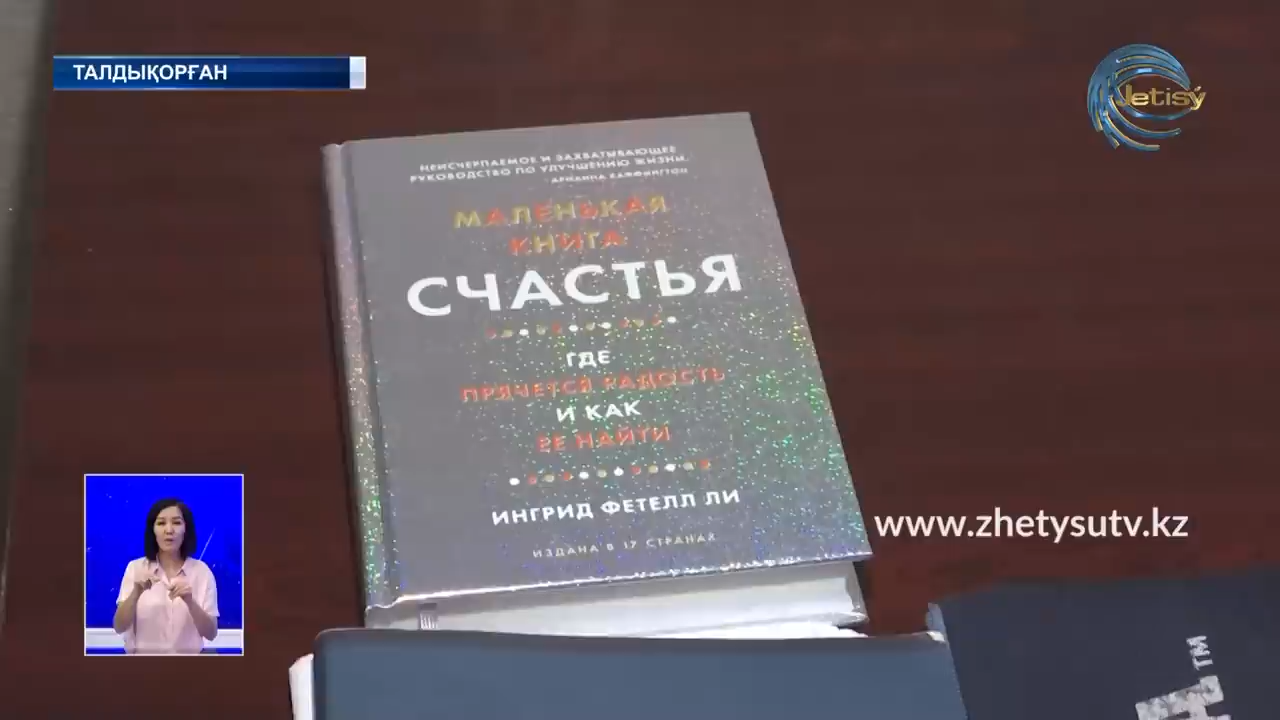 ТАЛДЫҚОРҒАН
Jetisý
НЕИСЧЕРПАЕМОЕ И ЗАХВАТЫВАЮЩЕЕ
РУКОВОДСТВО ПО УЛУЧШЕНИЮ ЖИЗНИ.
АРИАННА ХАФФИНГТОН
МАЛЕНЬКАЯ
КНИГА
СЧАСТЬЯ
ГДЕ
ПРЯЧЕТСЯ РАДОСТЬ
И КАК
ЕЕ НАЙТИ
ИНГРИД ФЕТЕЛЛ ЛИ
ИЗДАНА В 17 СТРАНАХ
www.zhetysutv.kz
TM